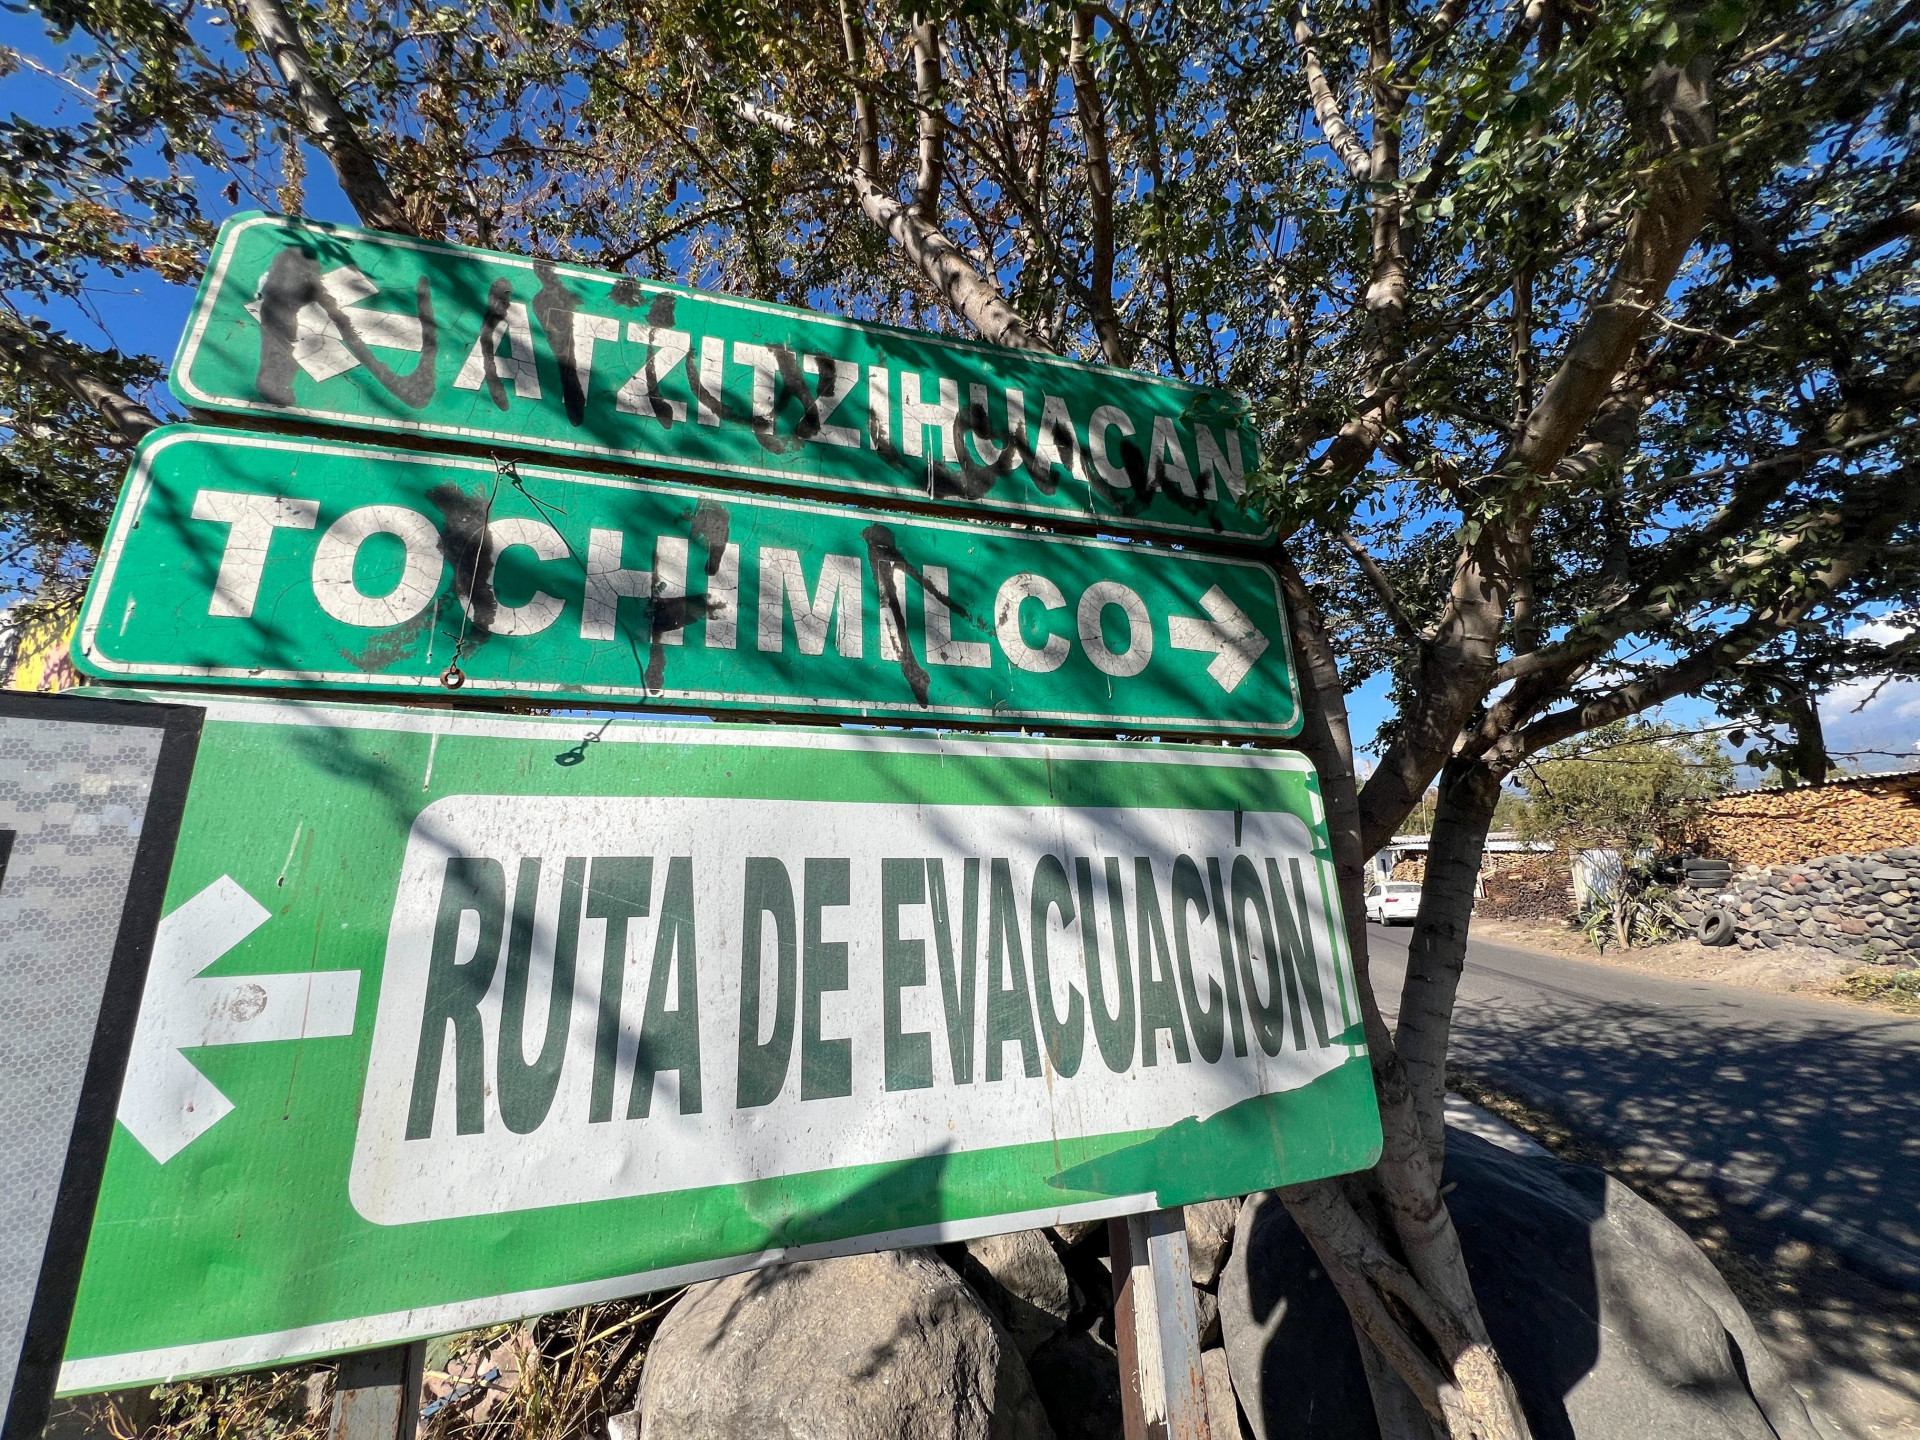 ATZITZIHUACAN
TOCHIMILCO
RUTA DE EVACUACIÓN